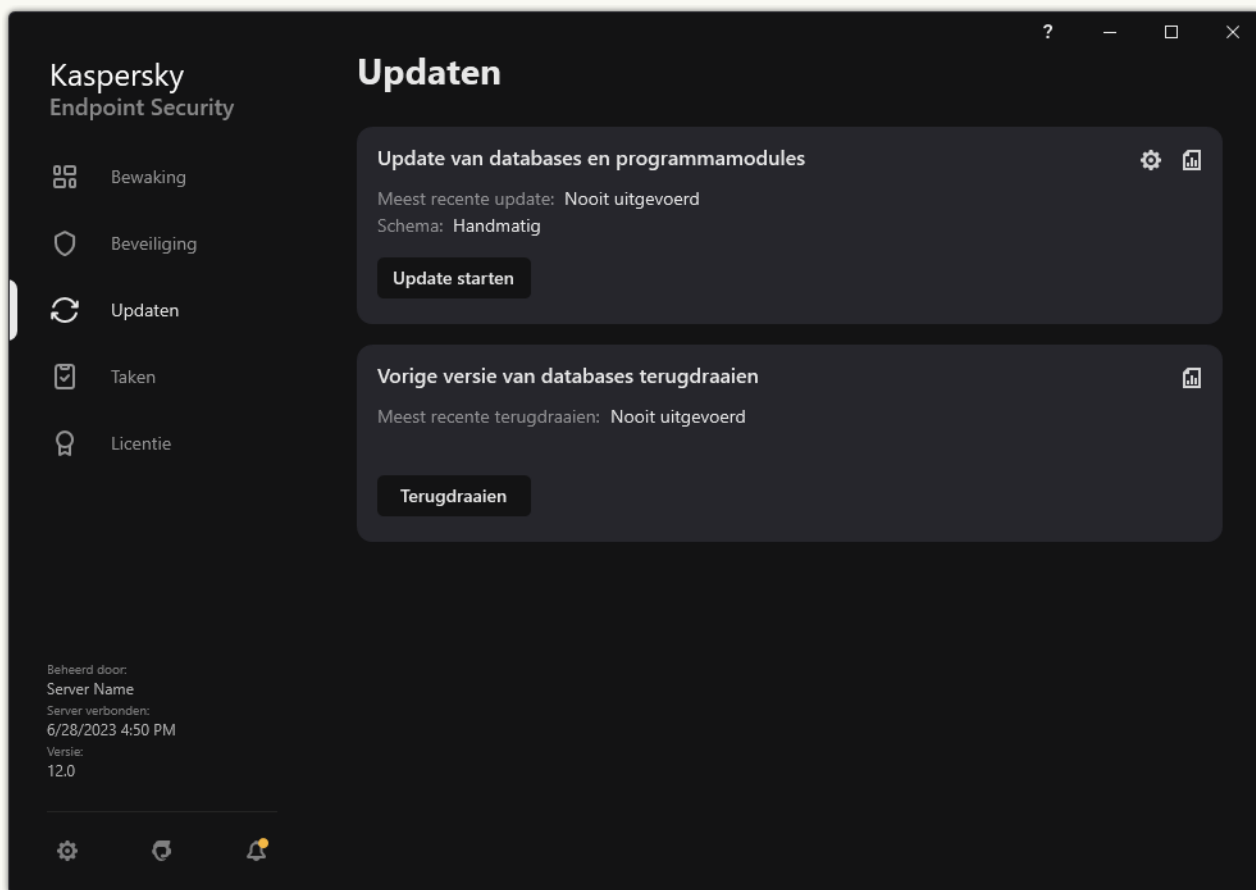 ?
Kaspersky
Endpoint Security
Bewaking
Beveiliging
Updaten
Taken
Licentie
Beheerd door:
Server Name
Server verbonden:
6/28/2023 4:50 PM
Versie:
12.0
Updaten
Update van databases en programmamodules
Meest recente update: Nooit uitgevoerd
Schema: Handmatig
Update starten
Vorige versie van databases terugdraaien
Meest recente terugdraaien: Nooit uitgevoerd
Terugdraaien